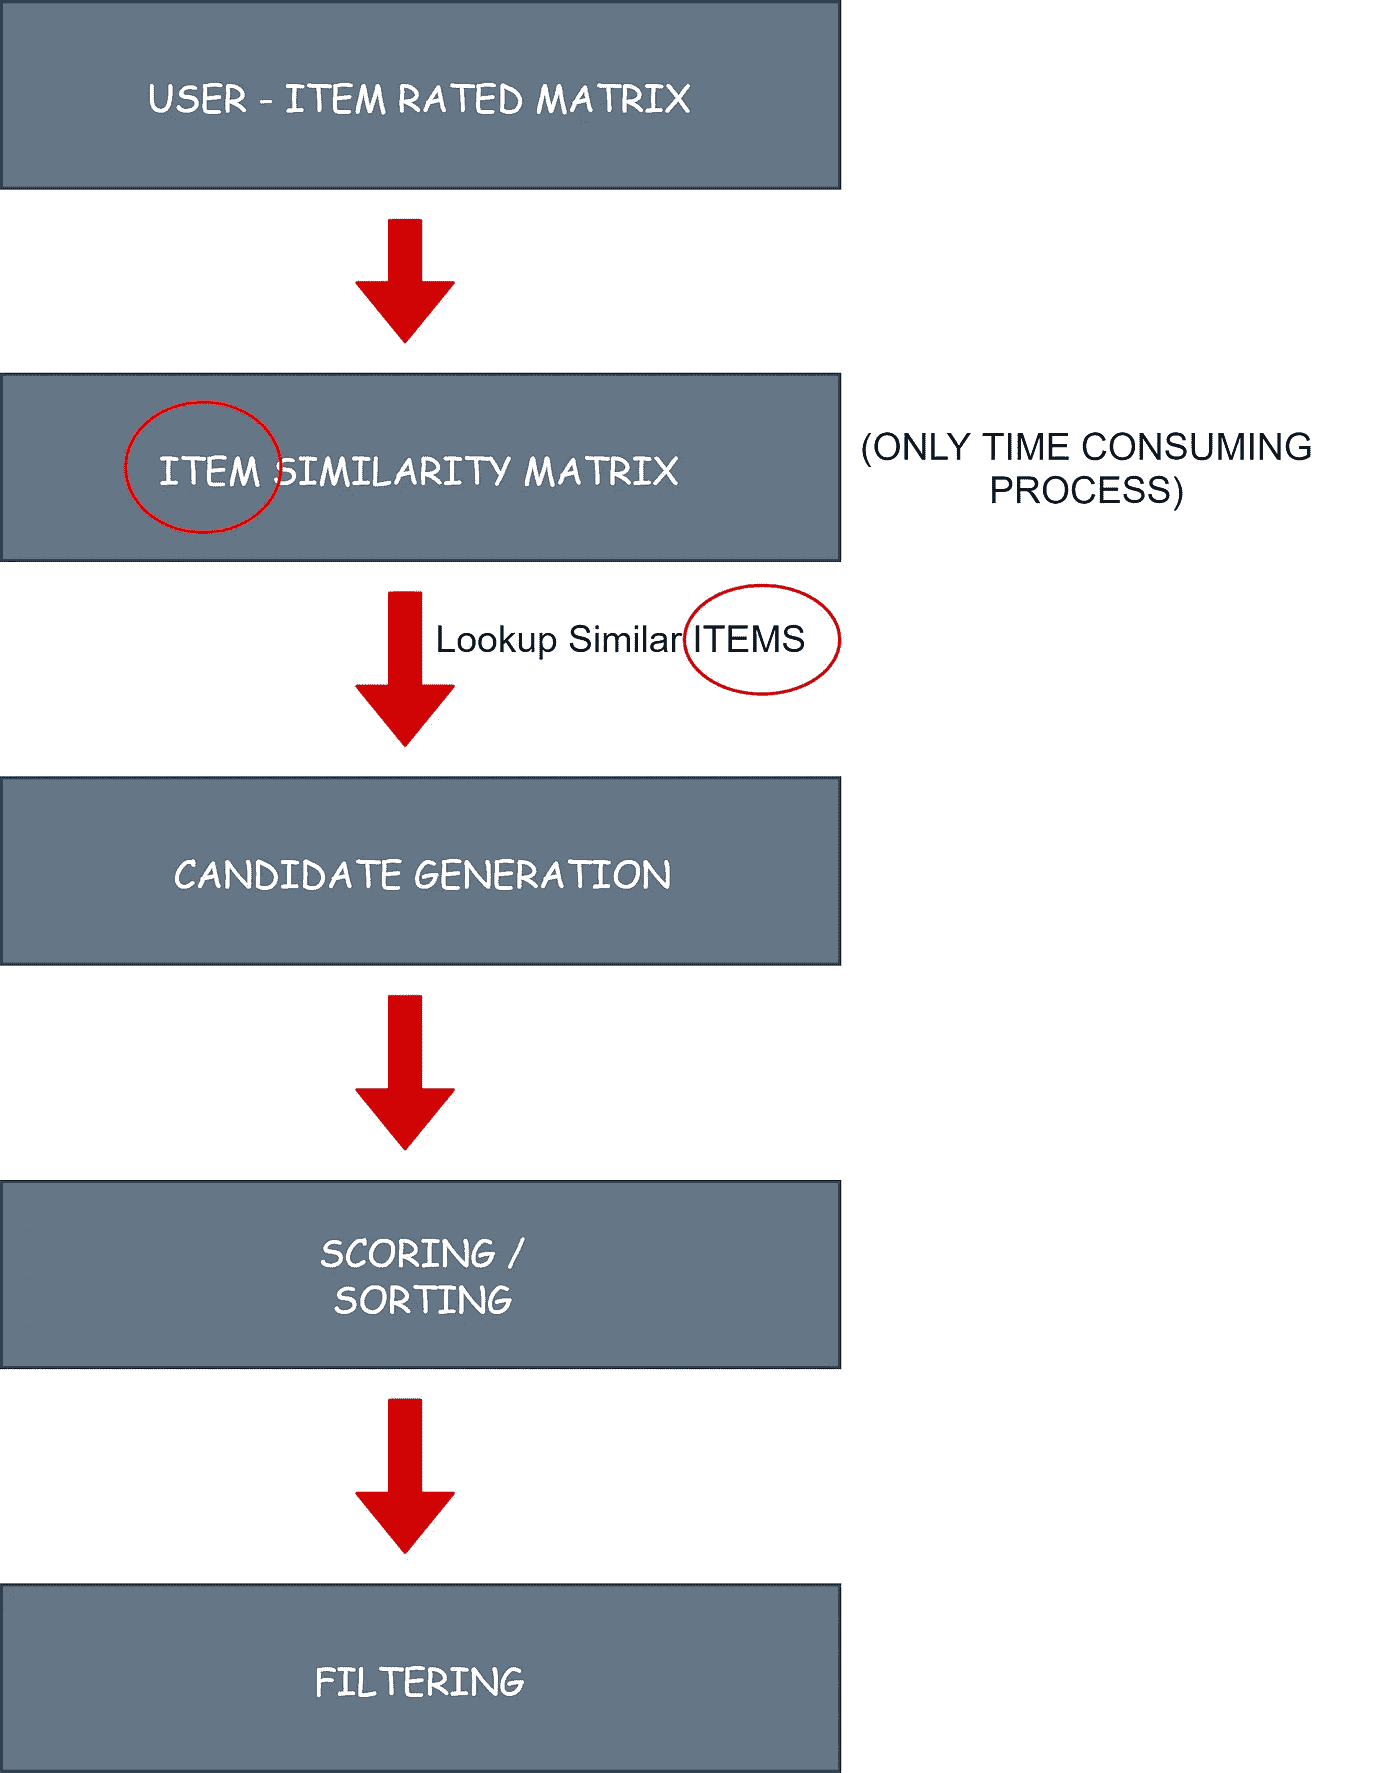 USER - ITEM RATED MATRIX
ITEM SIMILARITY MATRIX
(ONLY TIME CONSUMING
PROCESS)
Lookup Similar ITEMS
CANDIDATE GENERATION
SCORING /
SORTING
FILTERING